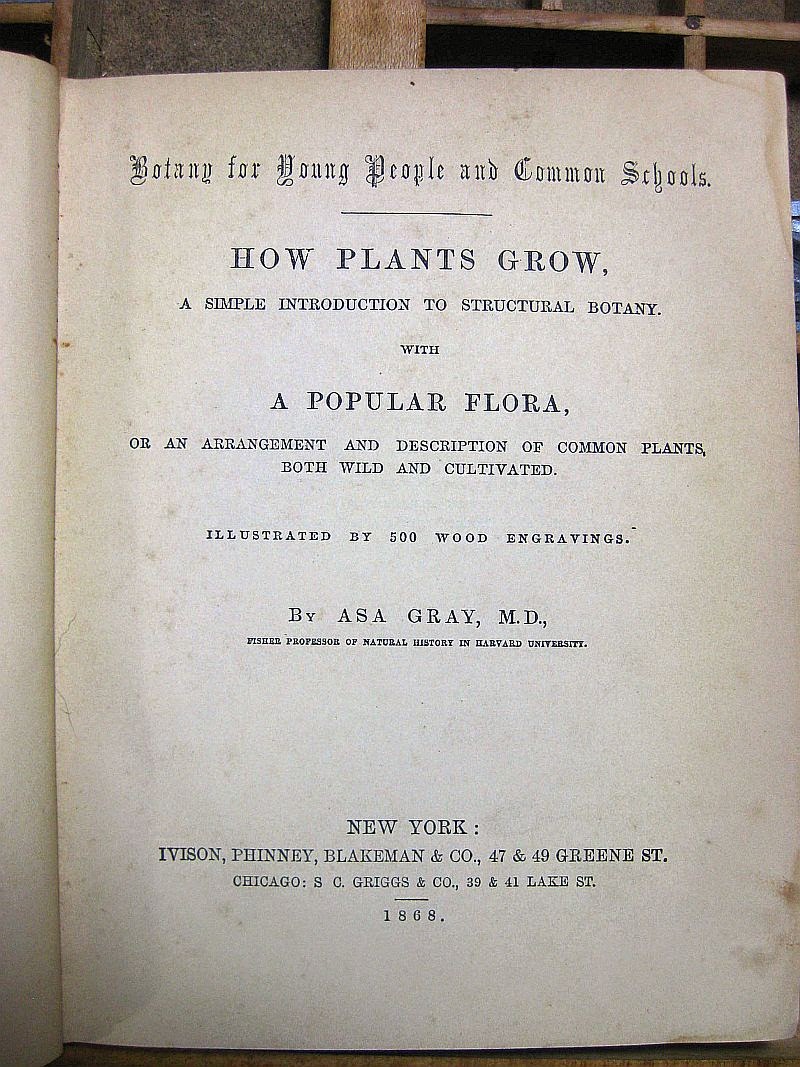 Botany for Young People and Common Schools.
HOW PLANTS GROW,
A SIMPLE INTRODUCTION TO STRUCTURAL BOTANY.
WITH
A POPULAR FLORA,
OR AN ARRANGEMENT AND DESCRIPTION OF COMMON PLANTS,
BOTH WILD AND CULTIVATED.
ILLUSTRATED BY 500 WOOD ENGRAVINGS.
BY ASA GRAY, M.D.,
FISHER PROFESSOR OF NATURAL HISTORY IN HARVARD UNIVERSITY.
NEW YORK:
IVISON, PHINNEY, BLAKEMAN & CO., 47 & 49 GREENE ST.
CHICAGO: S C. GRIGGS & CO., 39 & 41 LAKE ST.
1868.